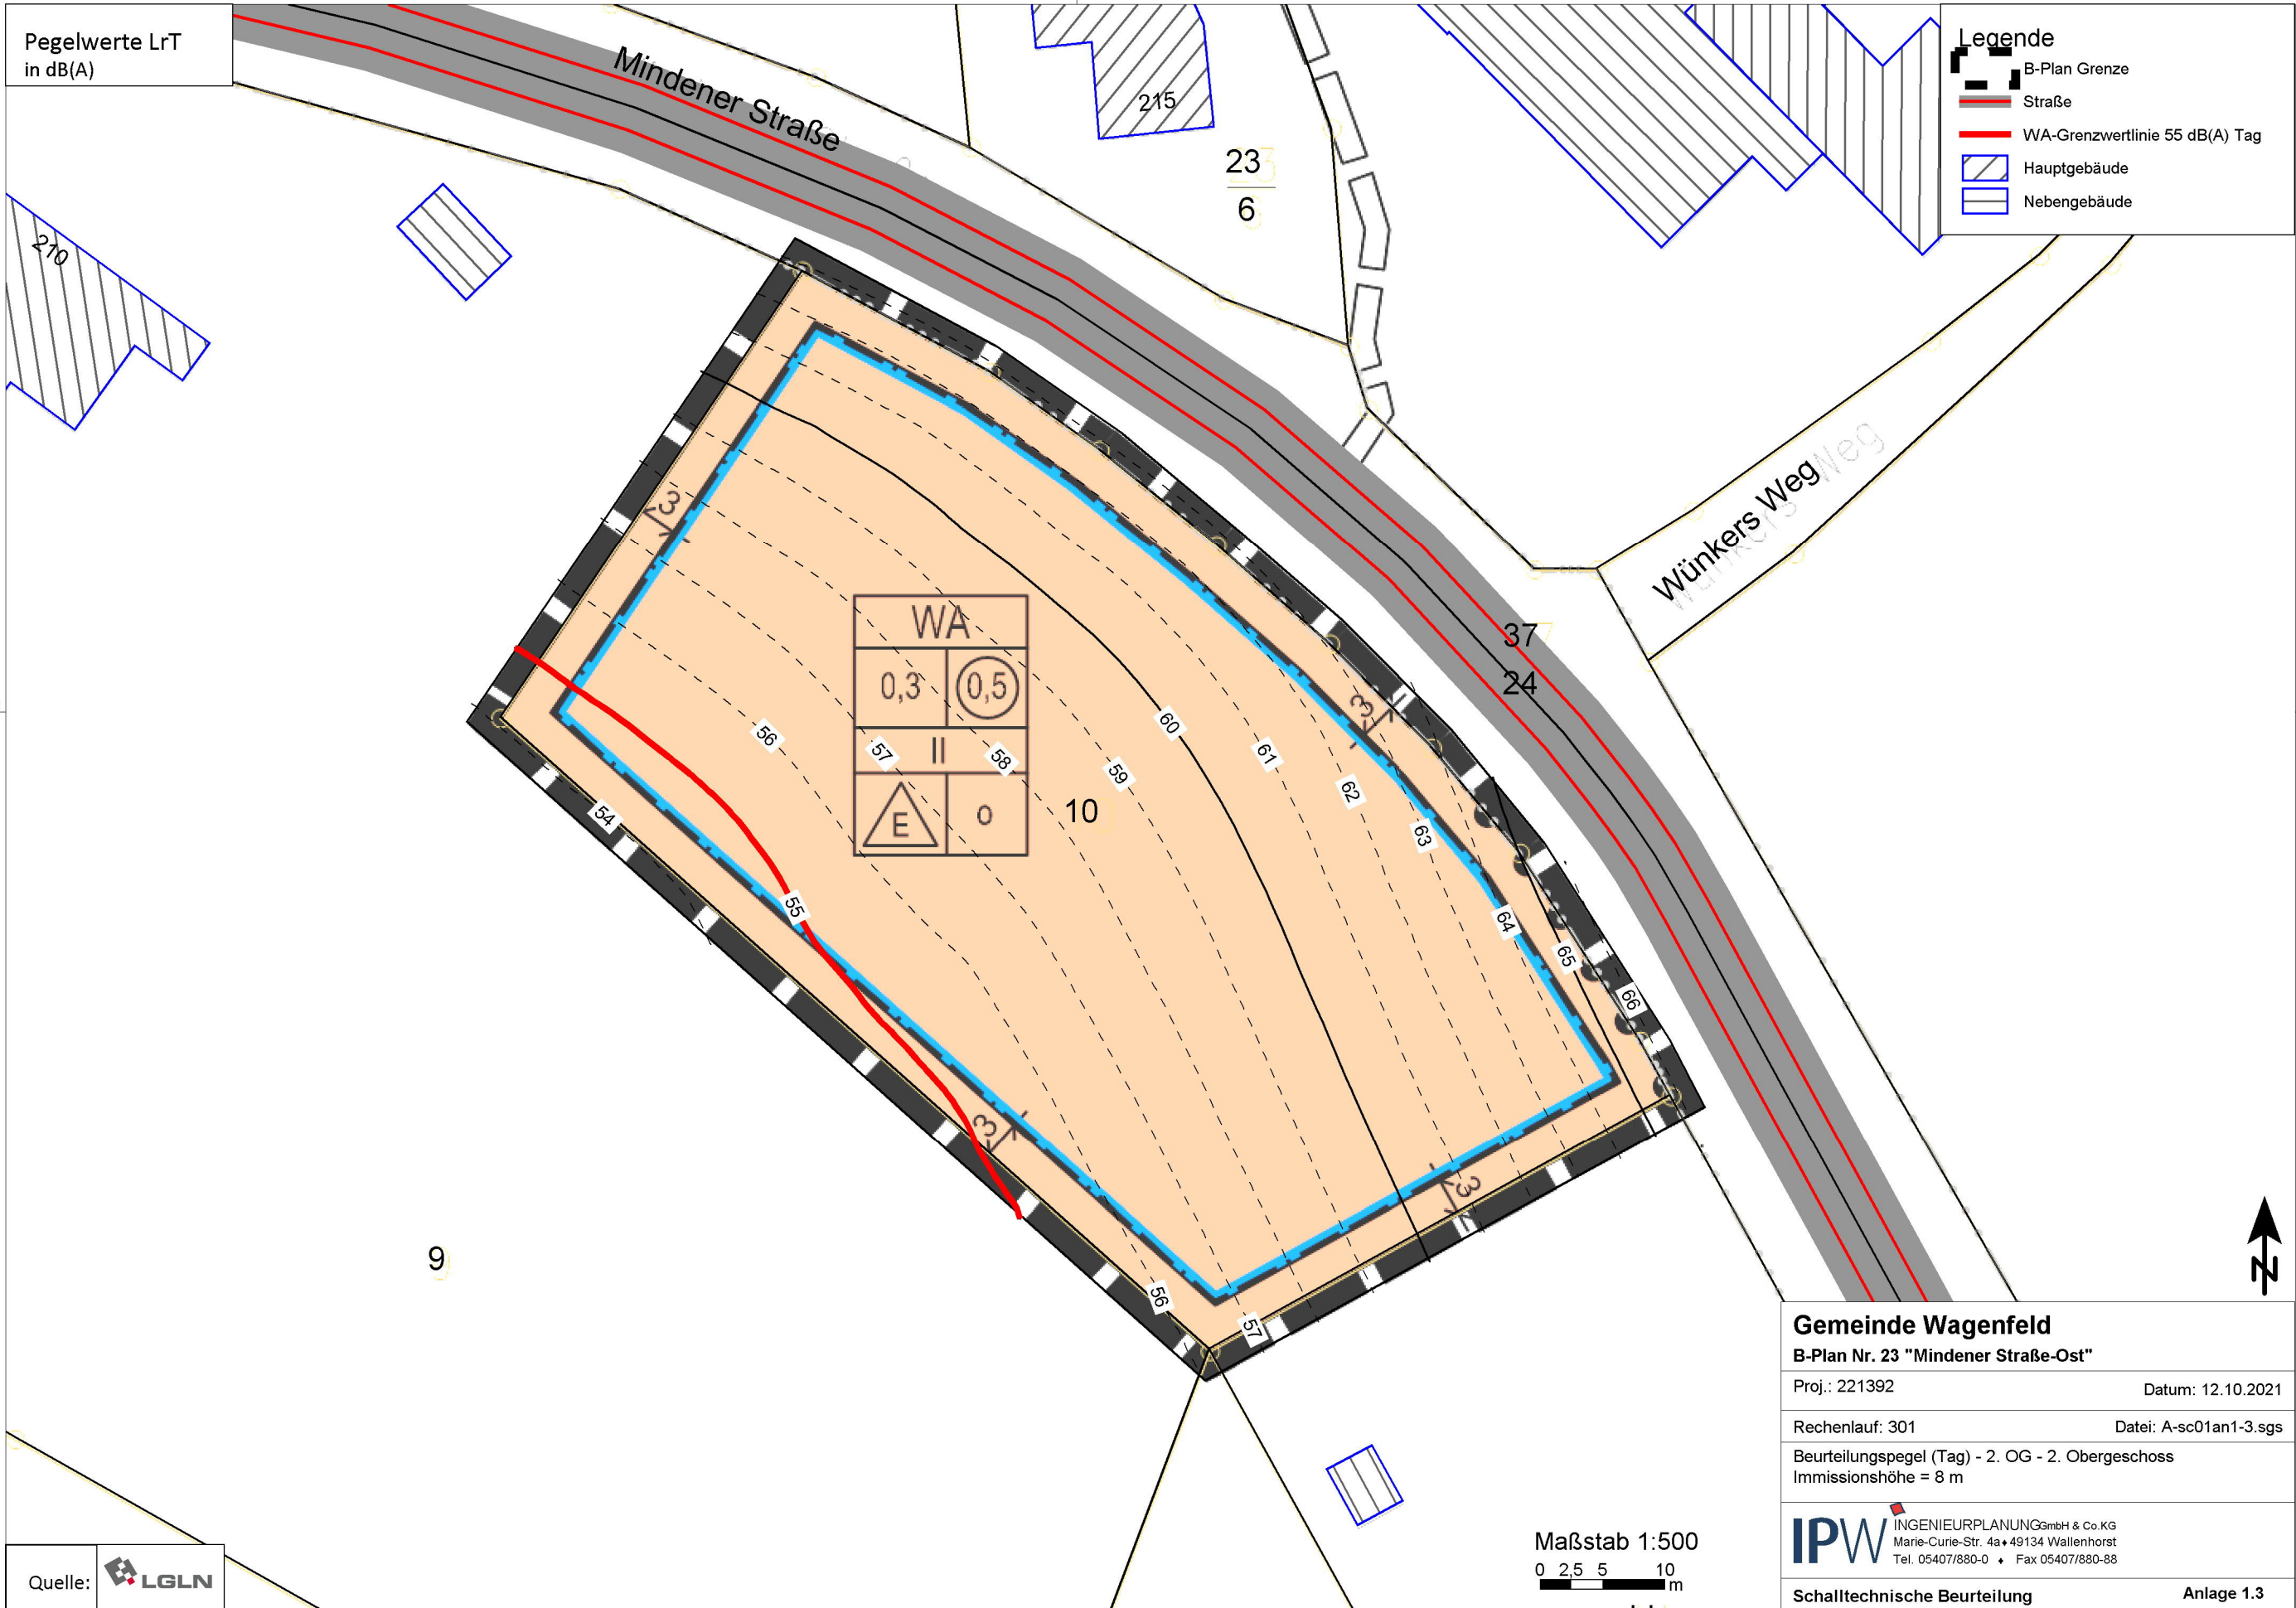 Pegelwerte LrT
in dB(A)
Mindener Straße
215
23
6
210
Legende
B-Plan Grenze
Straße
WA-Grenzwertlinie 55 dB(A) Tag
Hauptgebäude
Nebengebäude
Wünkers Weg
37
24
3
WA
0,3
0,5
II
E
o
10
3
54
55
56
57
58
59
60
61
62
63
64
65
66
3
3
56
57
9
Maßstab 1:500
0 2,5 5 10
m
Quelle:
LGLN
N
Gemeinde Wagenfeld
B-Plan Nr. 23 "Mindener Straße-Ost"
Proj.: 221392 Datum: 12.10.2021
Rechenlauf: 301 Datei: A-sc01an1-3.sgs
Beurteilungspegel (Tag) - 2. OG - 2. Obergeschoss
Immissionshöhe = 8 m
IPW
INGENIEURPLANUNG GmbH & Co.KG
Marie-Curie-Str. 4a♦49134 Wallenhorst
Tel. 05407/880-0 ♦ Fax 05407/880-88
Schalltechnische Beurteilung Anlage 1.3